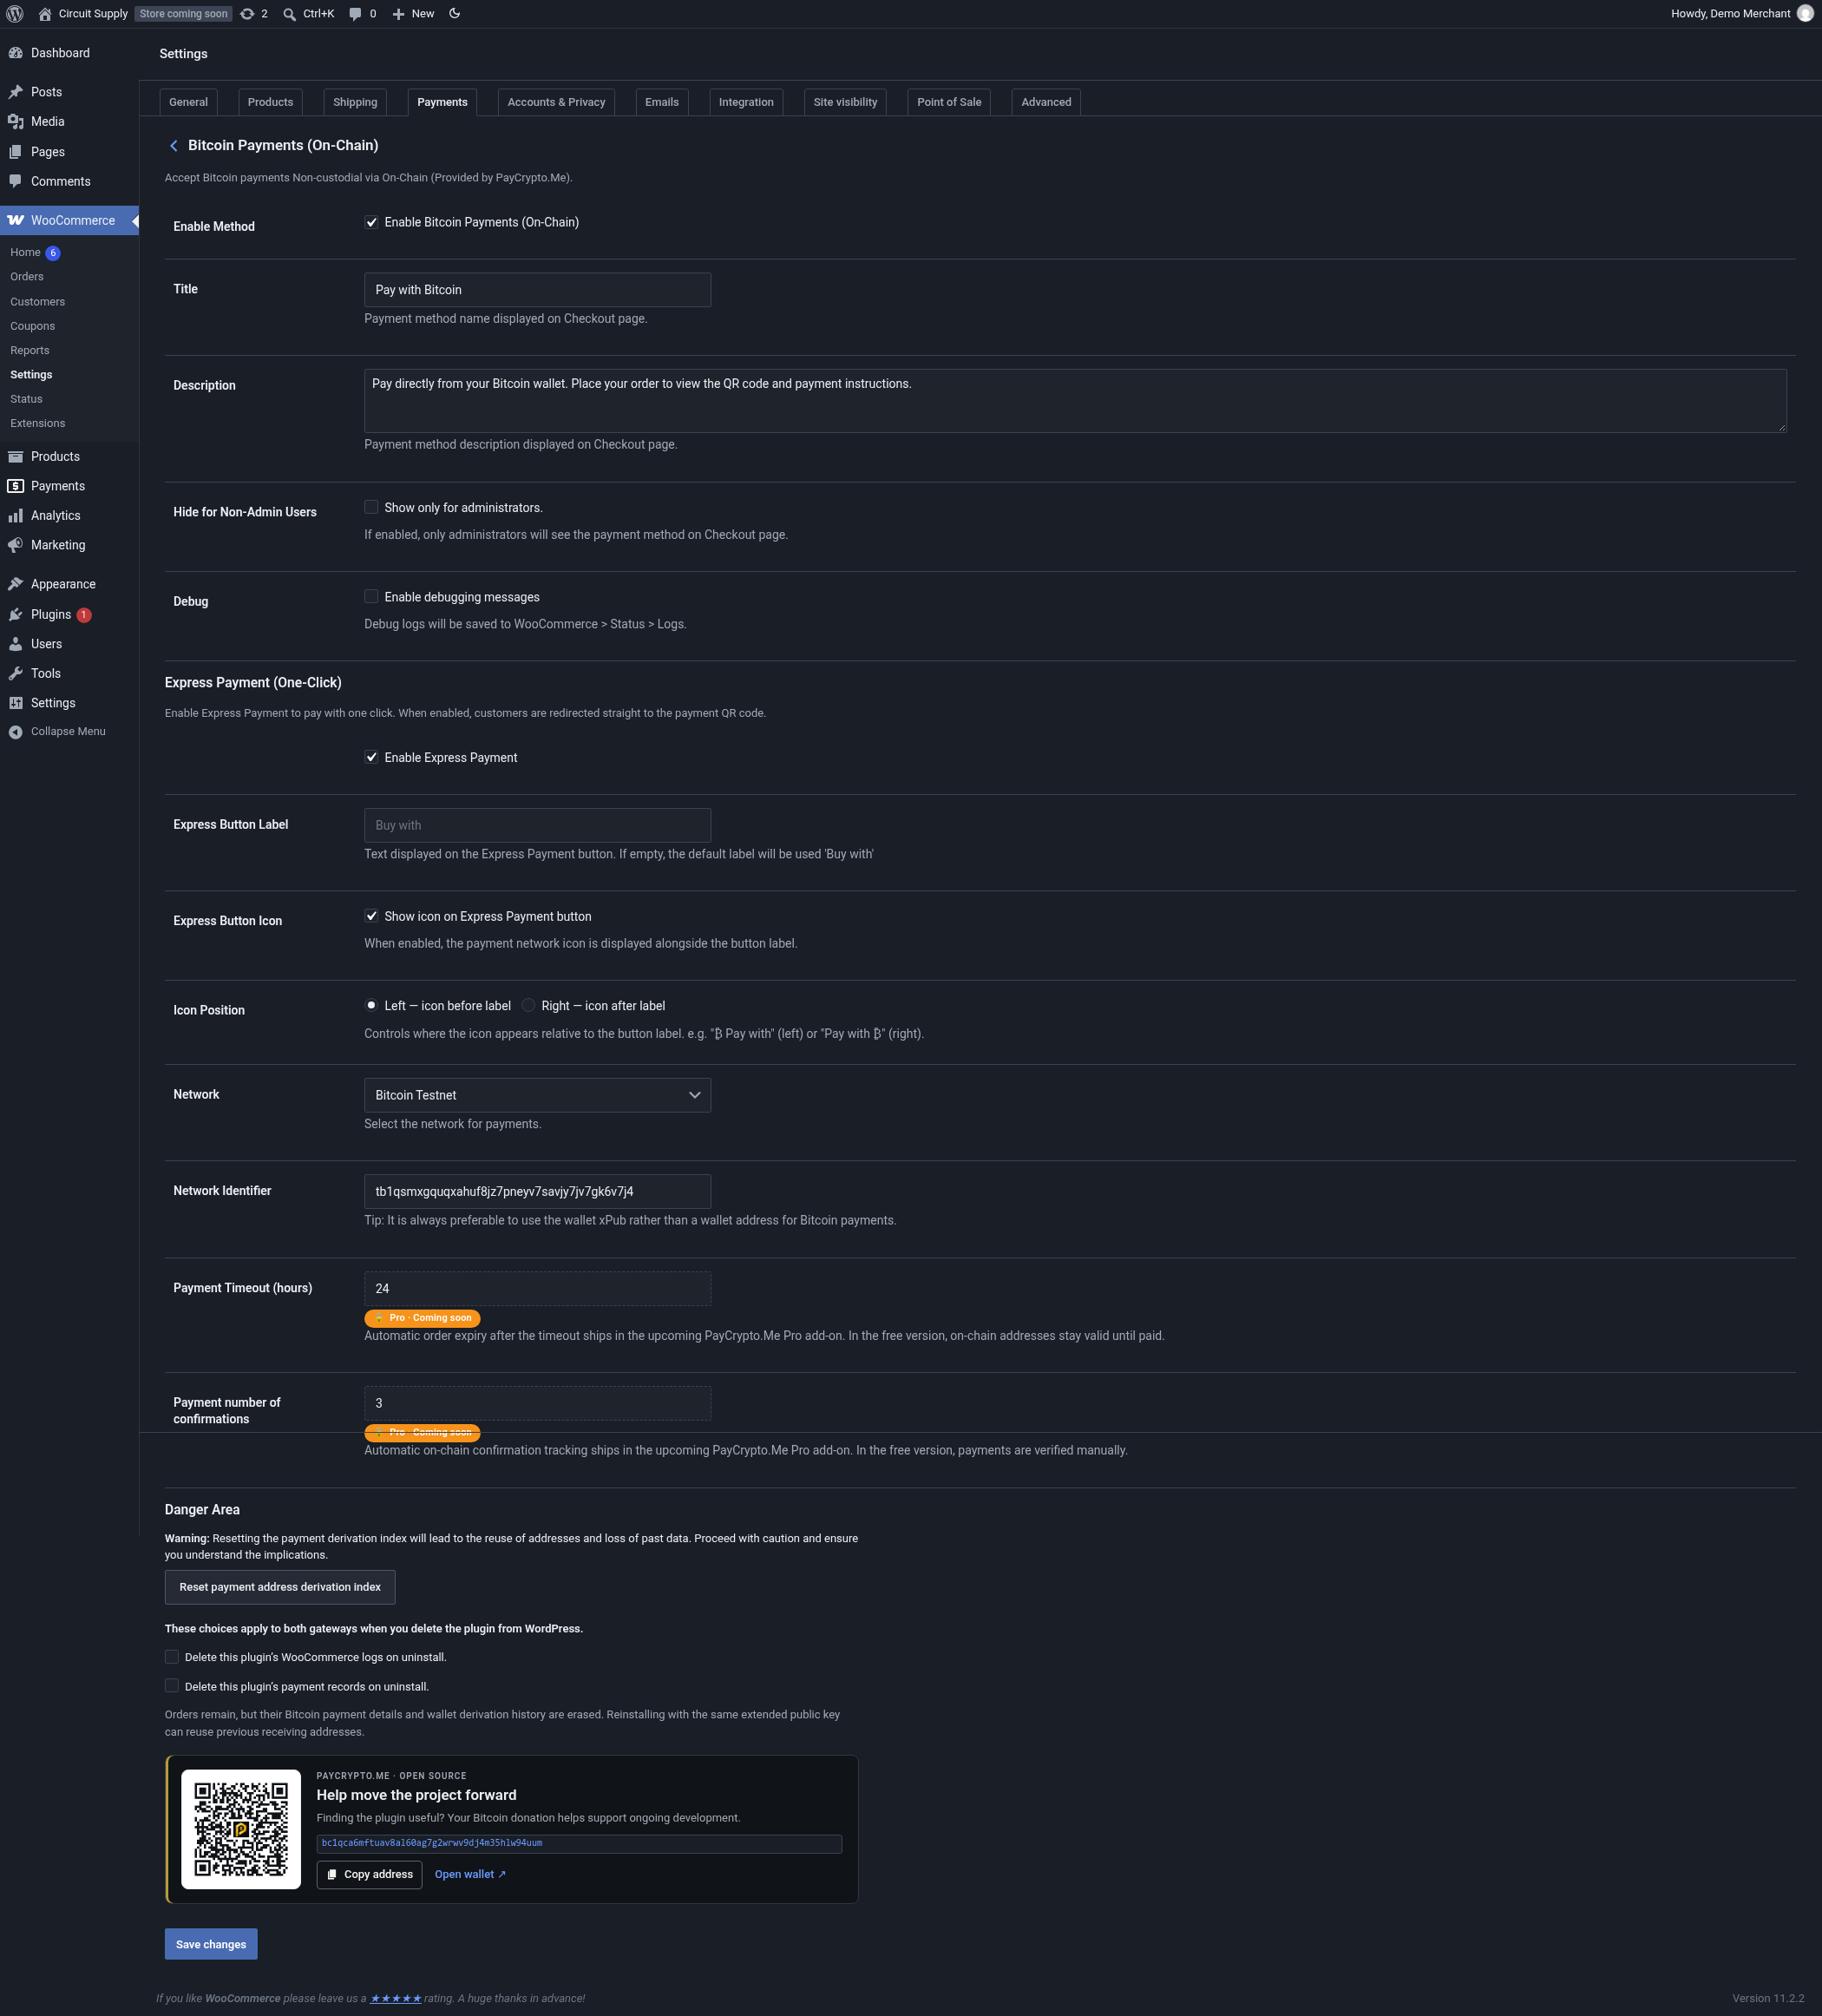 Circuit Supply Store coming soon 2 Ctrl+K 0 New Howdy, Demo Merchant
Dashboard
Posts
Media
Pages
Comments
WooCommerce
Home 6
Orders
Customers
Coupons
Reports
Settings
Status
Extensions
Products
Payments
Analytics
Marketing
Appearance
Plugins 1
Users
Tools
Settings
Collapse Menu
Settings
General Products Shipping Payments Accounts & Privacy Emails Integration Site visibility Point of Sale Advanced
Bitcoin Payments (On-Chain)
Accept Bitcoin payments Non-custodial via On-Chain (Provided by PayCrypto.Me).
Enable Method Enable Bitcoin Payments (On-Chain)
Title Pay with Bitcoin
Payment method name displayed on Checkout page.
Description Pay directly from your Bitcoin wallet. Place your order to view the QR code and payment instructions.
Payment method description displayed on Checkout page.
Hide for Non-Admin Users Show only for administrators.
If enabled, only administrators will see the payment method on Checkout page.
Debug Enable debugging messages
Debug logs will be saved to WooCommerce > Status > Logs.
Express Payment (One-Click)
Enable Express Payment to pay with one click. When enabled, customers are redirected straight to the payment QR code.
Enable Express Payment
Express Button Label Buy with
Text displayed on the Express Payment button. If empty, the default label will be used 'Buy with'
Express Button Icon Show icon on Express Payment button
When enabled, the payment network icon is displayed alongside the button label.
Icon Position Left — icon before label Right — icon after label
Controls where the icon appears relative to the button label. e.g. "₿ Pay with" (left) or "Pay with ₿" (right).
Network Bitcoin Testnet
Select the network for payments.
Network Identifier tb1qsmxgquqxahuf8jz7pneyv7savjy7jv7gk6v7j4
Tip: It is always preferable to use the wallet xPub rather than a wallet address for Bitcoin payments.
Payment Timeout (hours) 24
Pro · Coming soon
Automatic order expiry after the timeout ships in the upcoming PayCrypto.Me Pro add-on. In the free version, on-chain addresses stay valid until paid.
Payment number of confirmations 3
Pro · Coming soon
Automatic on-chain confirmation tracking ships in the upcoming PayCrypto.Me Pro add-on. In the free version, payments are verified manually.
Danger Area
Warning: Resetting the payment derivation index will lead to the reuse of addresses and loss of past data. Proceed with caution and ensure
you understand the implications.
Reset payment address derivation index
These choices apply to both gateways when you delete the plugin from WordPress.
Delete this plugin's WooCommerce logs on uninstall.
Delete this plugin's payment records on uninstall.
Orders remain, but their Bitcoin payment details and wallet derivation history are erased. Reinstalling with the same extended public key
can reuse previous receiving addresses.
PAYCRYPTO.ME · OPEN SOURCE
Help move the project forward
Finding the plugin useful? Your Bitcoin donation helps support ongoing development.
bc1qca6mftuav8al60ag7g2wrwv9dj4m35hlw94uum
Copy address Open wallet ↗
Save changes
If you like WooCommerce please leave us a ★★★★★ rating. A huge thanks in advance! Version 11.2.2